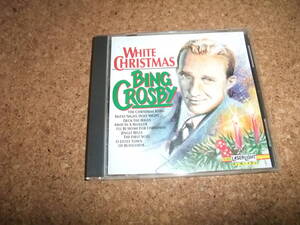 WHITE
CHRISTMAS
BING
CROSBY
THE CHRISTMAS SONG
SILENT NIGHT, HOLY NIGHT
DECK THE HALLS
AWAY IN A MANGER
I'LL BE HOME FOR CHRISTMAS
JINGLE BELLS
THE FIRST NOEL
O LITTLE TOWN
OF BETHLEHEM
LASERLIGHT